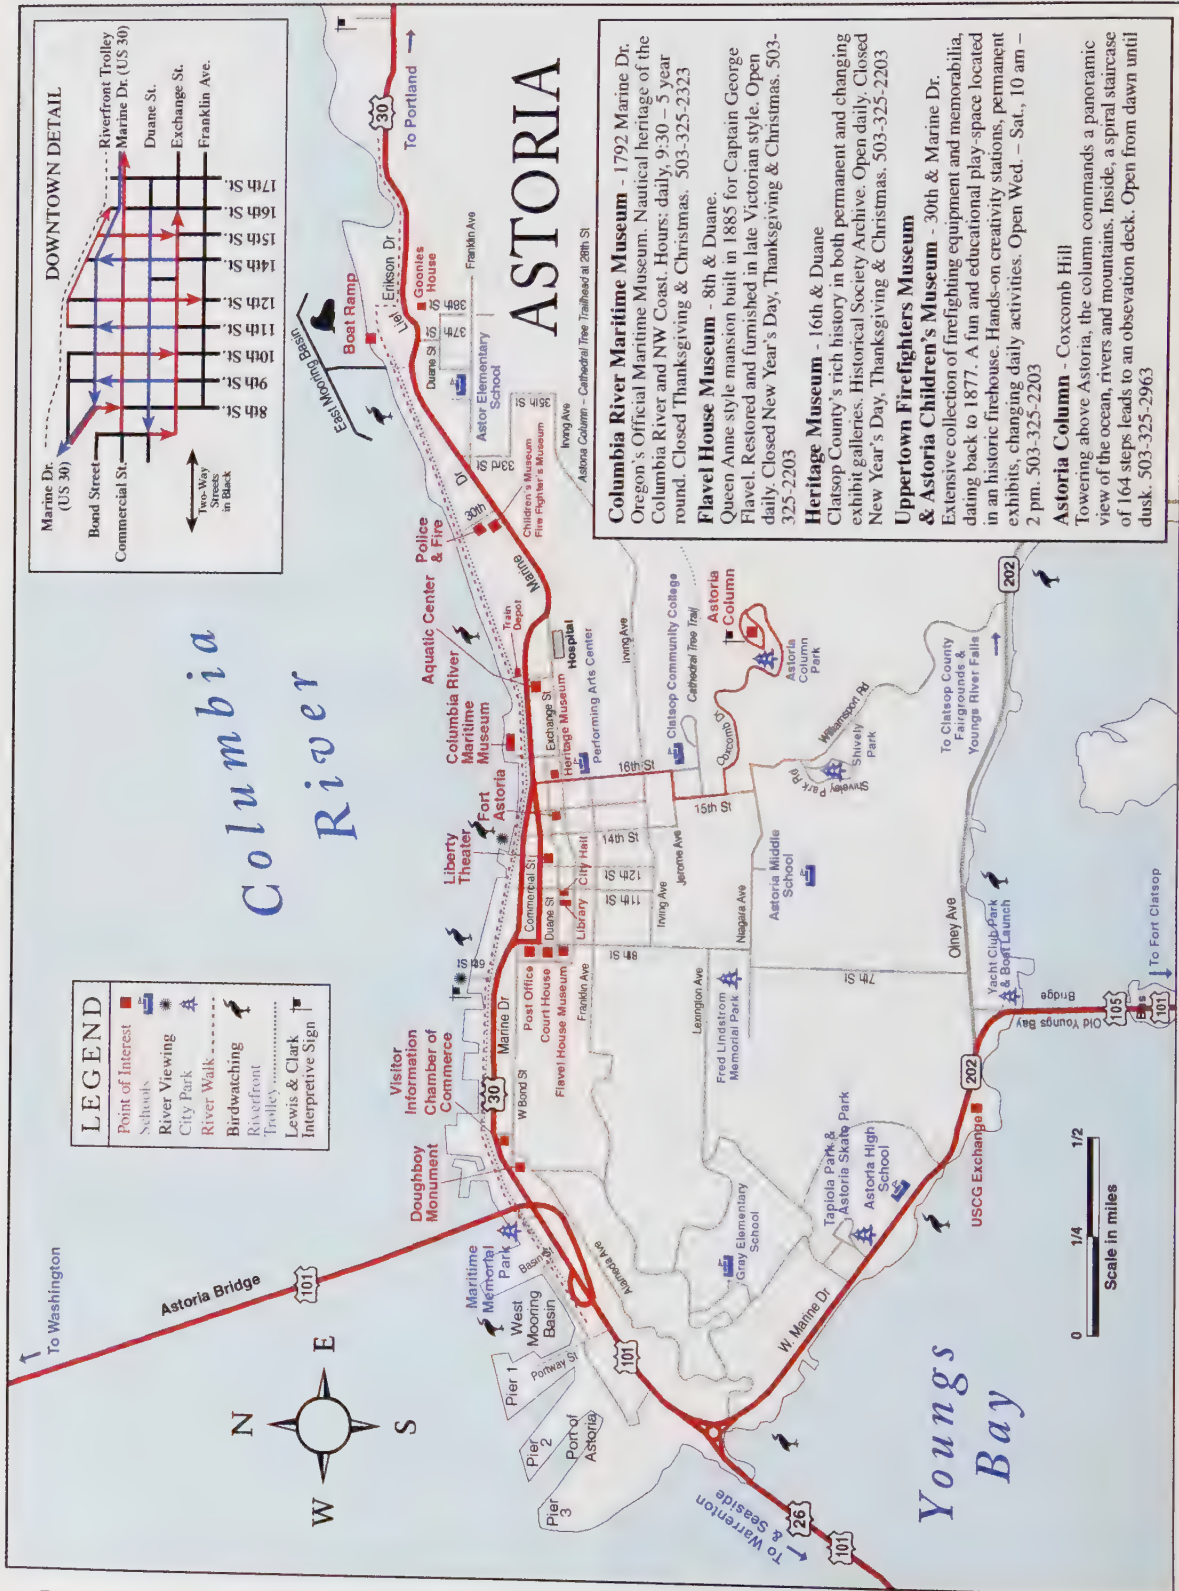 DOWNTOWN DETAIL
Marine Dr.
(US 30)
Bond Street
Commercial St.
Two-Way
Streets
in Black
Riverfront Trolley
Marine Dr. (US 30)
Duane St.
Exchange St.
Franklin Ave.
8th St.
9th St.
10th St.
11th St.
12th St.
14th St.
15th St.
16th St.
17th St.
LEGEND
Point of Interest
Schools
River Viewing
City Park
River Walk
Birdwatching
Riverfront
Trolley
Lewis & Clark
Interpretive Sign
Columbia
River
ASTORIA
To Washington
Astoria Bridge
101
N
W
E
S
Pier 1
Pier
2
Pier
3
Port of
Astoria
Portway St
West
Mooring
Basin
Basin St
Maritime
Memorial
Park
Doughboy
Monument
Visitor
Information
Chamber of
Commerce
30
Marine Dr
W Bond St
6th St
Alameda Ave
101
Post Office
Court House
Flavel House Museum
Commercial St
Duane St
Library
City Hall
Liberty
Theater
Fort
Astoria
Columbia River
Maritime
Museum
Aquatic Center
Train
Depot
Exchange St
Heritage Museum
Performing Arts Center
Hospital
Police
& Fire
Children's Museum
Fire Fighter's Museum
30th
Marine
Dr
East Mooring Basin
Boat Ramp
Lief Erikson Dr
Goonies
House
30
To Portland
Duane St
37th St
38th St
Franklin Ave
Astor Elementary
School
33rd St
35th St
Irving Ave
Astoria Column - Cathedral Tree Trailhead at 28th St
Franklin Ave
8th St
11th St
12th St
14th St
15th St
16th St
Irving Ave
Irving Ave
Jerome Ave
Clatsop Community College
Cathedral Tree Trail
Coxcomb Dr
Astoria
Column
Astoria
Column
Park
Lexington Ave
Niagara Ave
Fred Lindstrom
Memorial Park
7th St
Astoria Middle
School
Shiveley Park Rd
Shively
Park
Williamsport Rd
Gray Elementary
School
W. Marine Dr
Tapiola Park &
Astoria Skate Park
Astoria High
School
USCG Exchange
202
Olney Ave
Yacht Club Park
& Boat Launch
Old Youngs Bay
Bridge
105
Bus
101
To Fort Clatsop
To Clatsop County
Fairgrounds &
Youngs River Falls
202
Youngs
Bay
To Warrenton
& Seaside
26
101
0 1/4 1/2
Scale in miles
Columbia River Maritime Museum - 1792 Marine Dr.
Oregon's Official Maritime Museum. Nautical heritage of the
Columbia River and NW Coast. Hours: daily, 9:30 – 5 year
round. Closed Thanksgiving & Christmas. 503-325-2323
Flavel House Museum - 8th & Duane.
Queen Anne style mansion built in 1885 for Captain George
Flavel. Restored and furnished in late Victorian style. Open
daily. Closed New Year's Day, Thanksgiving & Christmas. 503-
325-2203
Heritage Museum - 16th & Duane
Clatsop County's rich history in both permanent and changing
exhibit galleries. Historical Society Archive. Open daily. Closed
New Year's Day, Thanksgiving & Christmas. 503-325-2203
Uppertown Firefighters Museum
& Astoria Children's Museum - 30th & Marine Dr.
Extensive collection of firefighting equipment and memorabilia,
dating back to 1877. A fun and educational play-space located
in an historic firehouse. Hands-on creativity stations, permanent
exhibits, changing daily activities. Open Wed. – Sat., 10 am –
2 pm. 503-325-2203
Astoria Column - Coxcomb Hill
Towering above Astoria, the column commands a panoramic
view of the ocean, rivers and mountains. Inside, a spiral staircase
of 164 steps leads to an obsevation deck. Open from dawn until
dusk. 503-325-2963